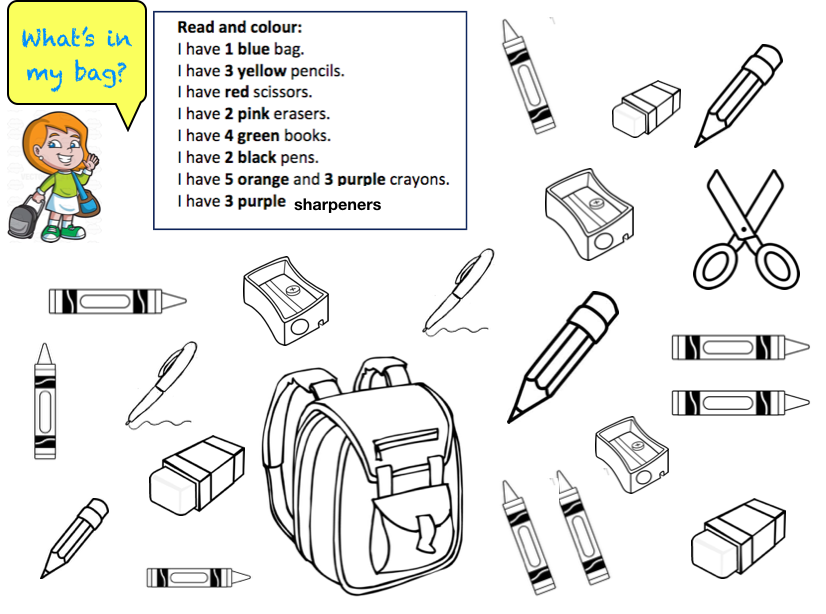 What's in
my bag?
Read and colour:
I have 1 blue bag.
I have 3 yellow pencils.
I have red scissors.
I have 2 pink erasers.
I have 4 green books.
I have 2 black pens.
I have 5 orange and 3 purple crayons.
I have 3 purple sharpeners